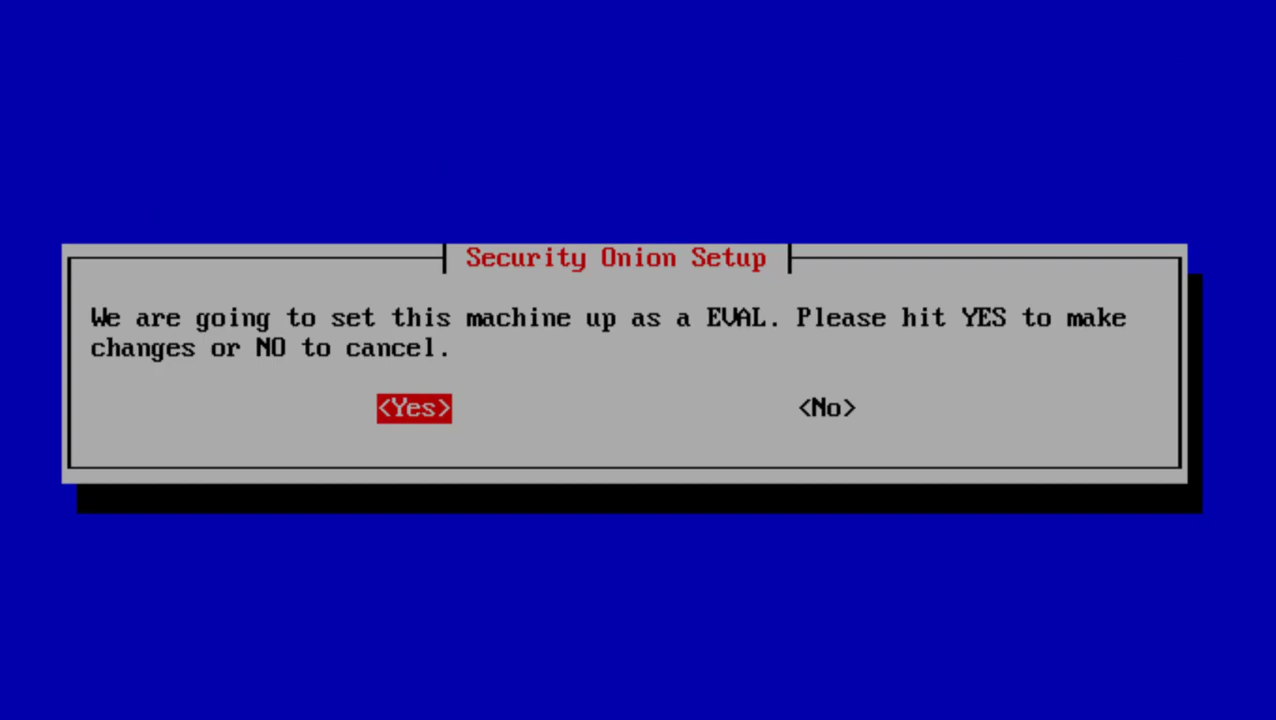 Security Onion Setup
We are going to set this machine up as a EVAL. Please hit YES to make
changes or NO to cancel.
<Yes> <No>